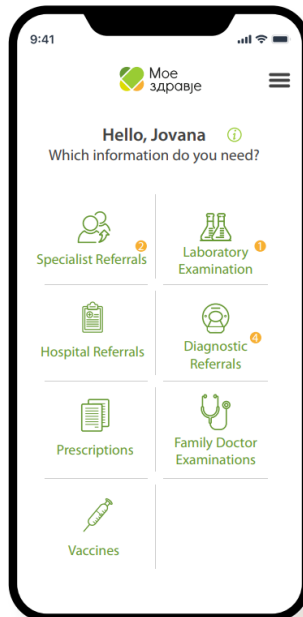 9:41
Мое
здравје
Hello, Jovana
Which information do you need?
2
Specialist Referrals
1
Laboratory
Examination
Hospital Referrals
4
Diagnostic
Referrals
Prescriptions
Family Doctor
Examinations
Vaccines